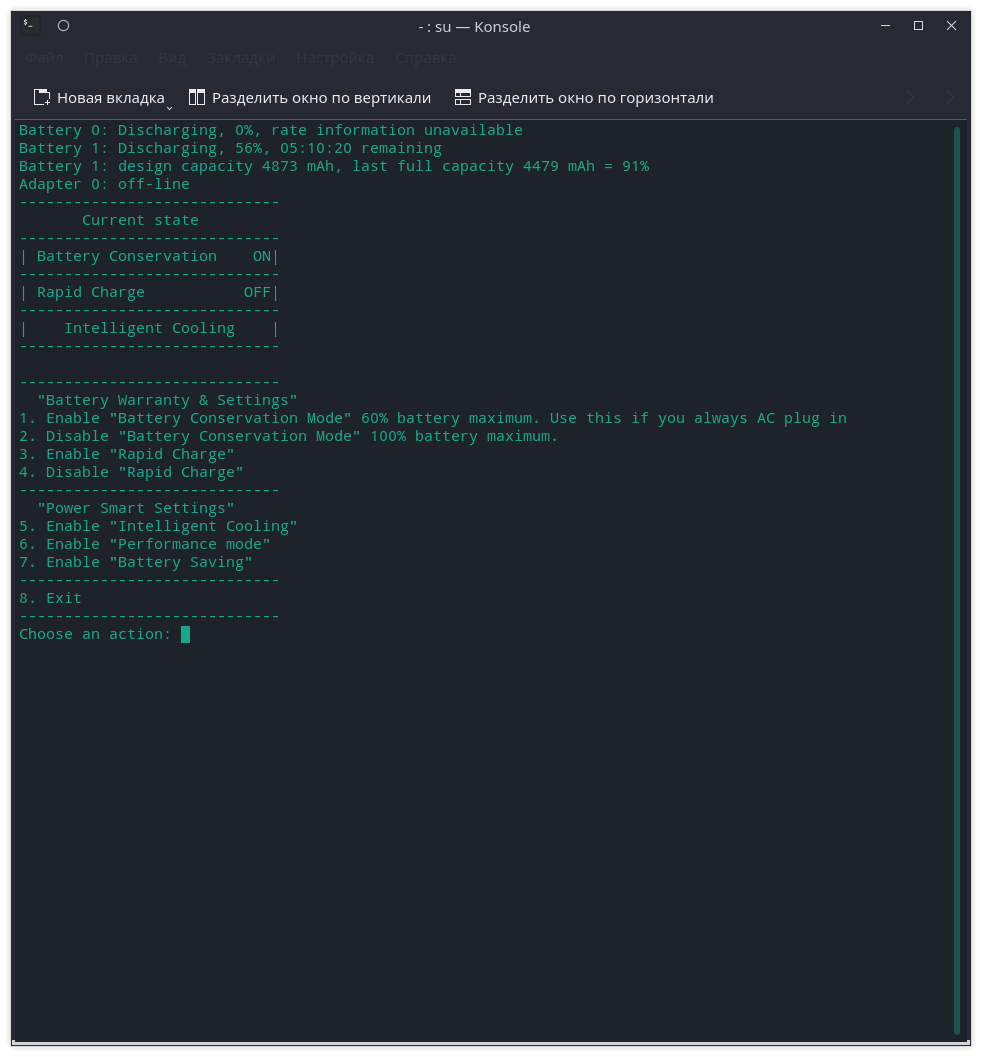 - : su — Konsole
Файл Правка Вид Закладки Настройка Справка
Новая вкладка Разделить окно по вертикали Разделить окно по горизонтали
Battery 0: Discharging, 0%, rate information unavailable
Battery 1: Discharging, 56%, 05:10:20 remaining
Battery 1: design capacity 4873 mAh, last full capacity 4479 mAh = 91%
Adapter 0: off-line
-----------------------------
Current state
-----------------------------
| Battery Conservation    ON|
-----------------------------
| Rapid Charge           OFF|
-----------------------------
|    Intelligent Cooling    |
-----------------------------
-----------------------------
"Battery Warranty & Settings"
1. Enable "Battery Conservation Mode" 60% battery maximum. Use this if you always AC plug in
2. Disable "Battery Conservation Mode" 100% battery maximum.
3. Enable "Rapid Charge"
4. Disable "Rapid Charge"
-----------------------------
"Power Smart Settings"
5. Enable "Intelligent Cooling"
6. Enable "Performance mode"
7. Enable "Battery Saving"
-----------------------------
8. Exit
-----------------------------
Choose an action: